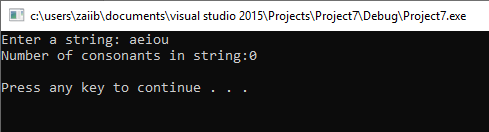 c:\users\zaiib\documents\visual studio 2015\Projects\Project7\Debug\Project7.exe
Enter a string: aeiou
Number of consonants in string:0
Press any key to continue . . .